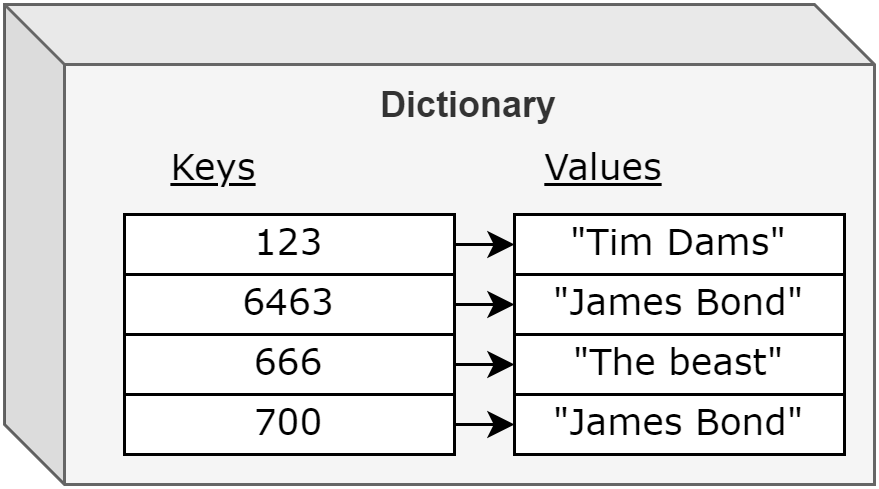 Dictionary
Keys Values
123 "Tim Dams"
6463 "James Bond"
666 "The beast"
700 "James Bond"